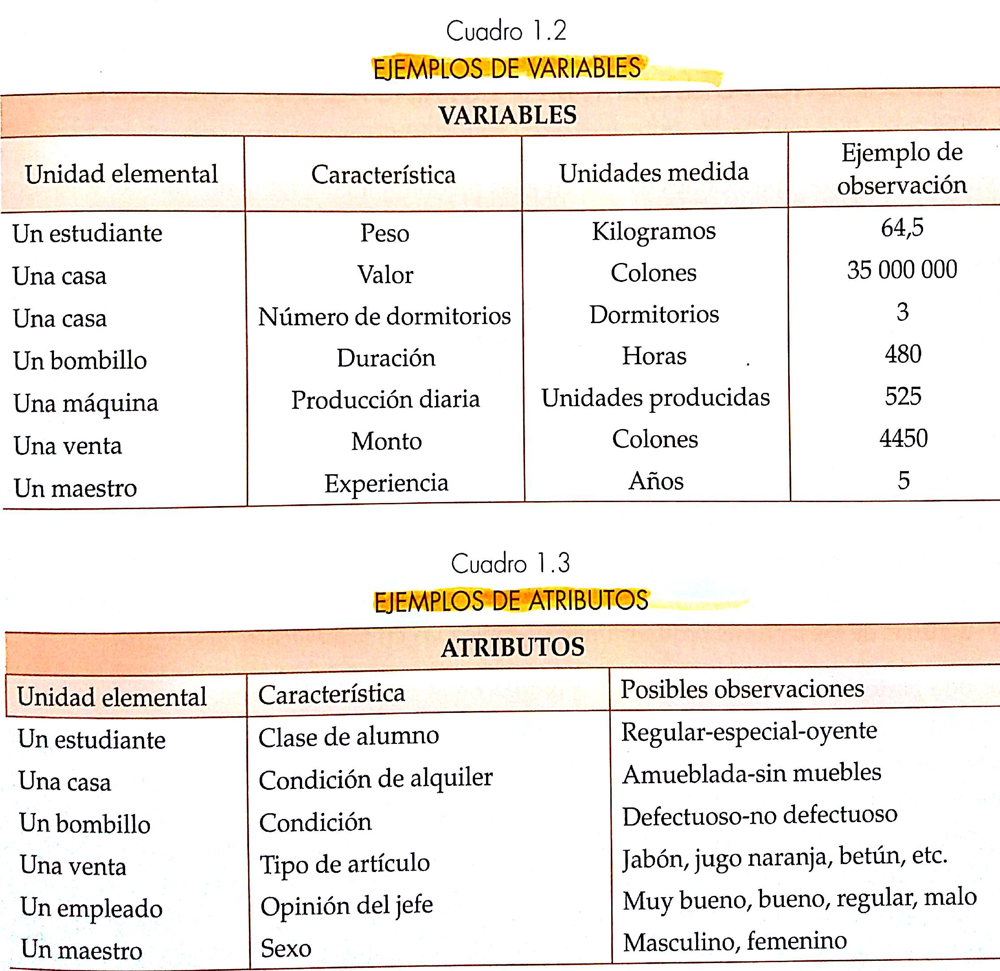 Cuadro 1.2
EJEMPLOS DE VARIABLES
VARIABLES
Unidad elemental Característica Unidades medida Ejemplo de observación
Un estudiante Peso Kilogramos 64,5
Una casa Valor Colones 35 000 000
Una casa Número de dormitorios Dormitorios 3
Un bombillo Duración Horas 480
Una máquina Producción diaria Unidades producidas 525
Una venta Monto Colones 4450
Un maestro Experiencia Años 5
Cuadro 1.3
EJEMPLOS DE ATRIBUTOS
ATRIBUTOS
Unidad elemental Característica Posibles observaciones
Un estudiante Clase de alumno Regular-especial-oyente
Una casa Condición de alquiler Amueblada-sin muebles
Un bombillo Condición Defectuoso-no defectuoso
Una venta Tipo de artículo Jabón, jugo naranja, betún, etc.
Un empleado Opinión del jefe Muy bueno, bueno, regular, malo
Un maestro Sexo Masculino, femenino